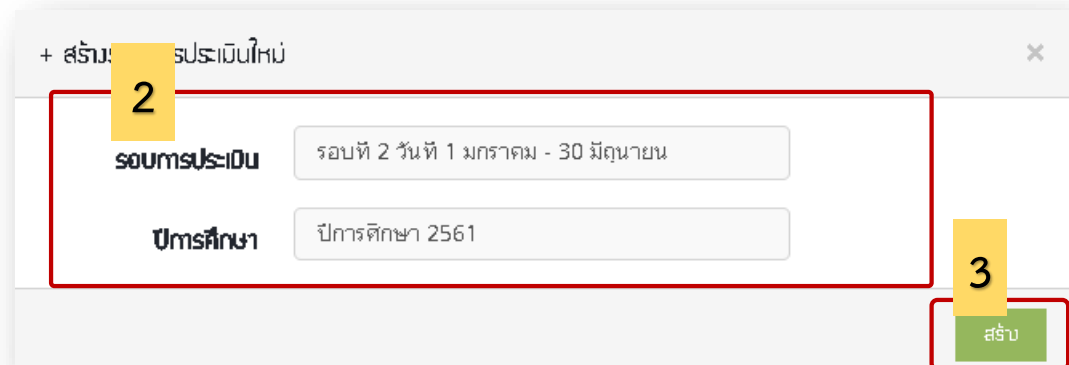 + สร้าง ประเมินใหม่ ×
2
รอบการประเมิน รอบที่ 2 วันที่ 1 มกราคม - 30 มิถุนายน
ปีการศึกษา ปีการศึกษา 2561
3
สร้าง